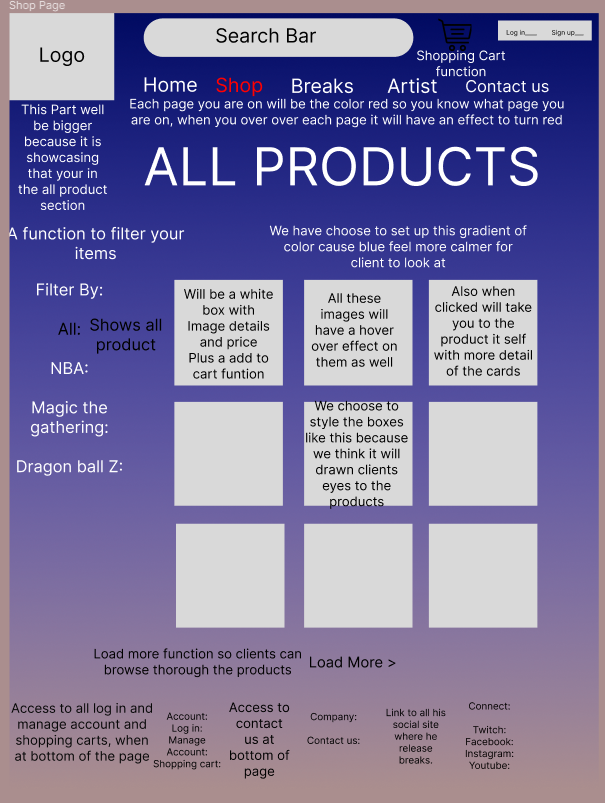 Shop Page
Logo
Search Bar
Log in___
Sign up___
Shopping Cart
function
Home
Shop
Breaks
Artist
Contact us
Each page you are on will be the color red so you know what page you
are on, when you over over each page it will have an effect to turn red
This Part well
be bigger
because it is
showcasing
that your in
the all product
section
ALL PRODUCTS
A function to filter your
items
We have choose to set up this gradient of
color cause blue feel more calmer for
client to look at
Filter By:
All:
Shows all
product
NBA:
Magic the
gathering:
Dragon ball Z:
Will be a white
box with
Image details
and price
Plus a add to
cart funtion
All these
images will
have a hover
over effect on
them as well
Also when
clicked will take
you to the
product it self
with more detail
of the cards
We choose to
style the boxes
like this because
we think it will
drawn clients
eyes to the
products
Load more function so clients can
browse thorough the products
Load More >
Access to all log in and
manage account and
shopping carts, when
at bottom of the page
Account:
Log in:
Manage
Account:
Shopping cart:
Access to
contact
us at
bottom of
page
Company:
Contact us:
Link to all his
social site
where he
release
breaks.
Connect:
Twitch:
Facebook:
Instagram:
Youtube: